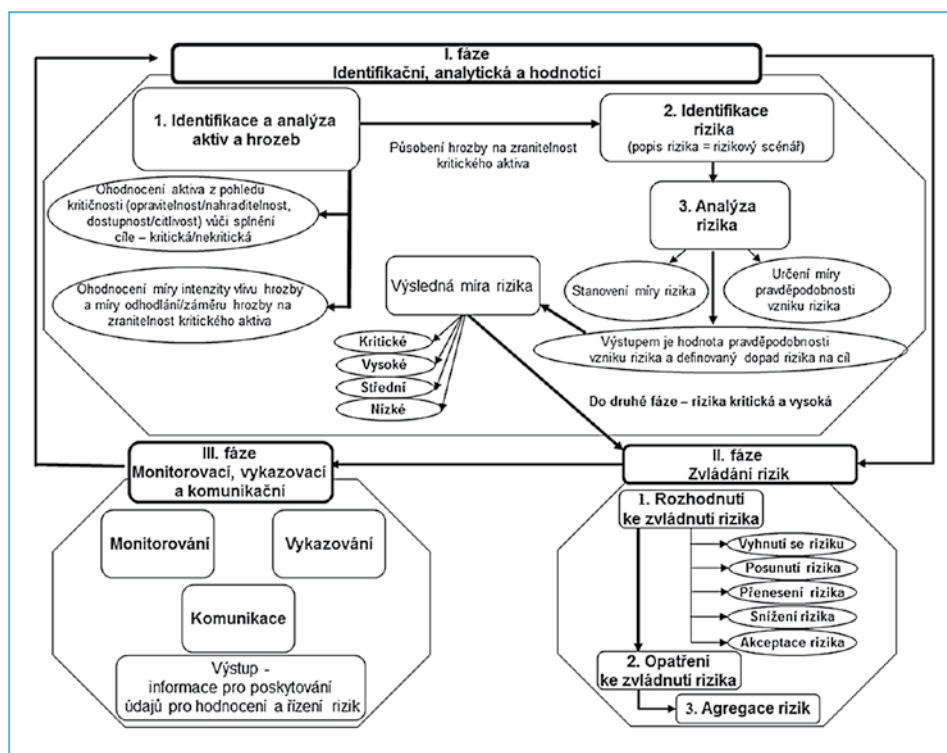 I. fáze
Identifikační, analytická a hodnotící
1. Identifikace a analýza
aktiv a hrozeb
Působení hrozby na zranitelnost
kritického aktiva
2. Identifikace
rizika
(popis rizika = rizikový scénář)
Ohodnocení aktiva z pohledu
kritičnosti (opravitelnost/nahraditelnost,
dostupnost/citlivost) vůči splnění
cíle – kritická/nekritická
3. Analýza
rizika
Ohodnocení míry intenzity vlivu hrozby
a míry odhodlání/záměru hrozby na
zranitelnost kritického aktiva
Výsledná míra rizika
Stanovení míry rizika
Určení míry
pravděpodobnosti
vzniku rizika
Kritické
Vysoké
Střední
Nízké
Výstupem je hodnota pravděpodobnosti
vzniku rizika a definovaný dopad rizika na cíl
Do druhé fáze – rizika kritická a vysoká
III. fáze
Monitorovací, vykazovací
a komunikační
Monitorování
Vykazování
Komunikace
Výstup -
informace pro poskytování
údajů pro hodnocení a řízení rizik
II. fáze
Zvládání rizik
1. Rozhodnutí
ke zvládnutí rizika
Vyhnutí se riziku
Posunutí rizika
Přenesení rizika
Snížení rizika
Akceptace rizika
2. Opatření
ke zvládnutí rizika
3. Agregace rizik